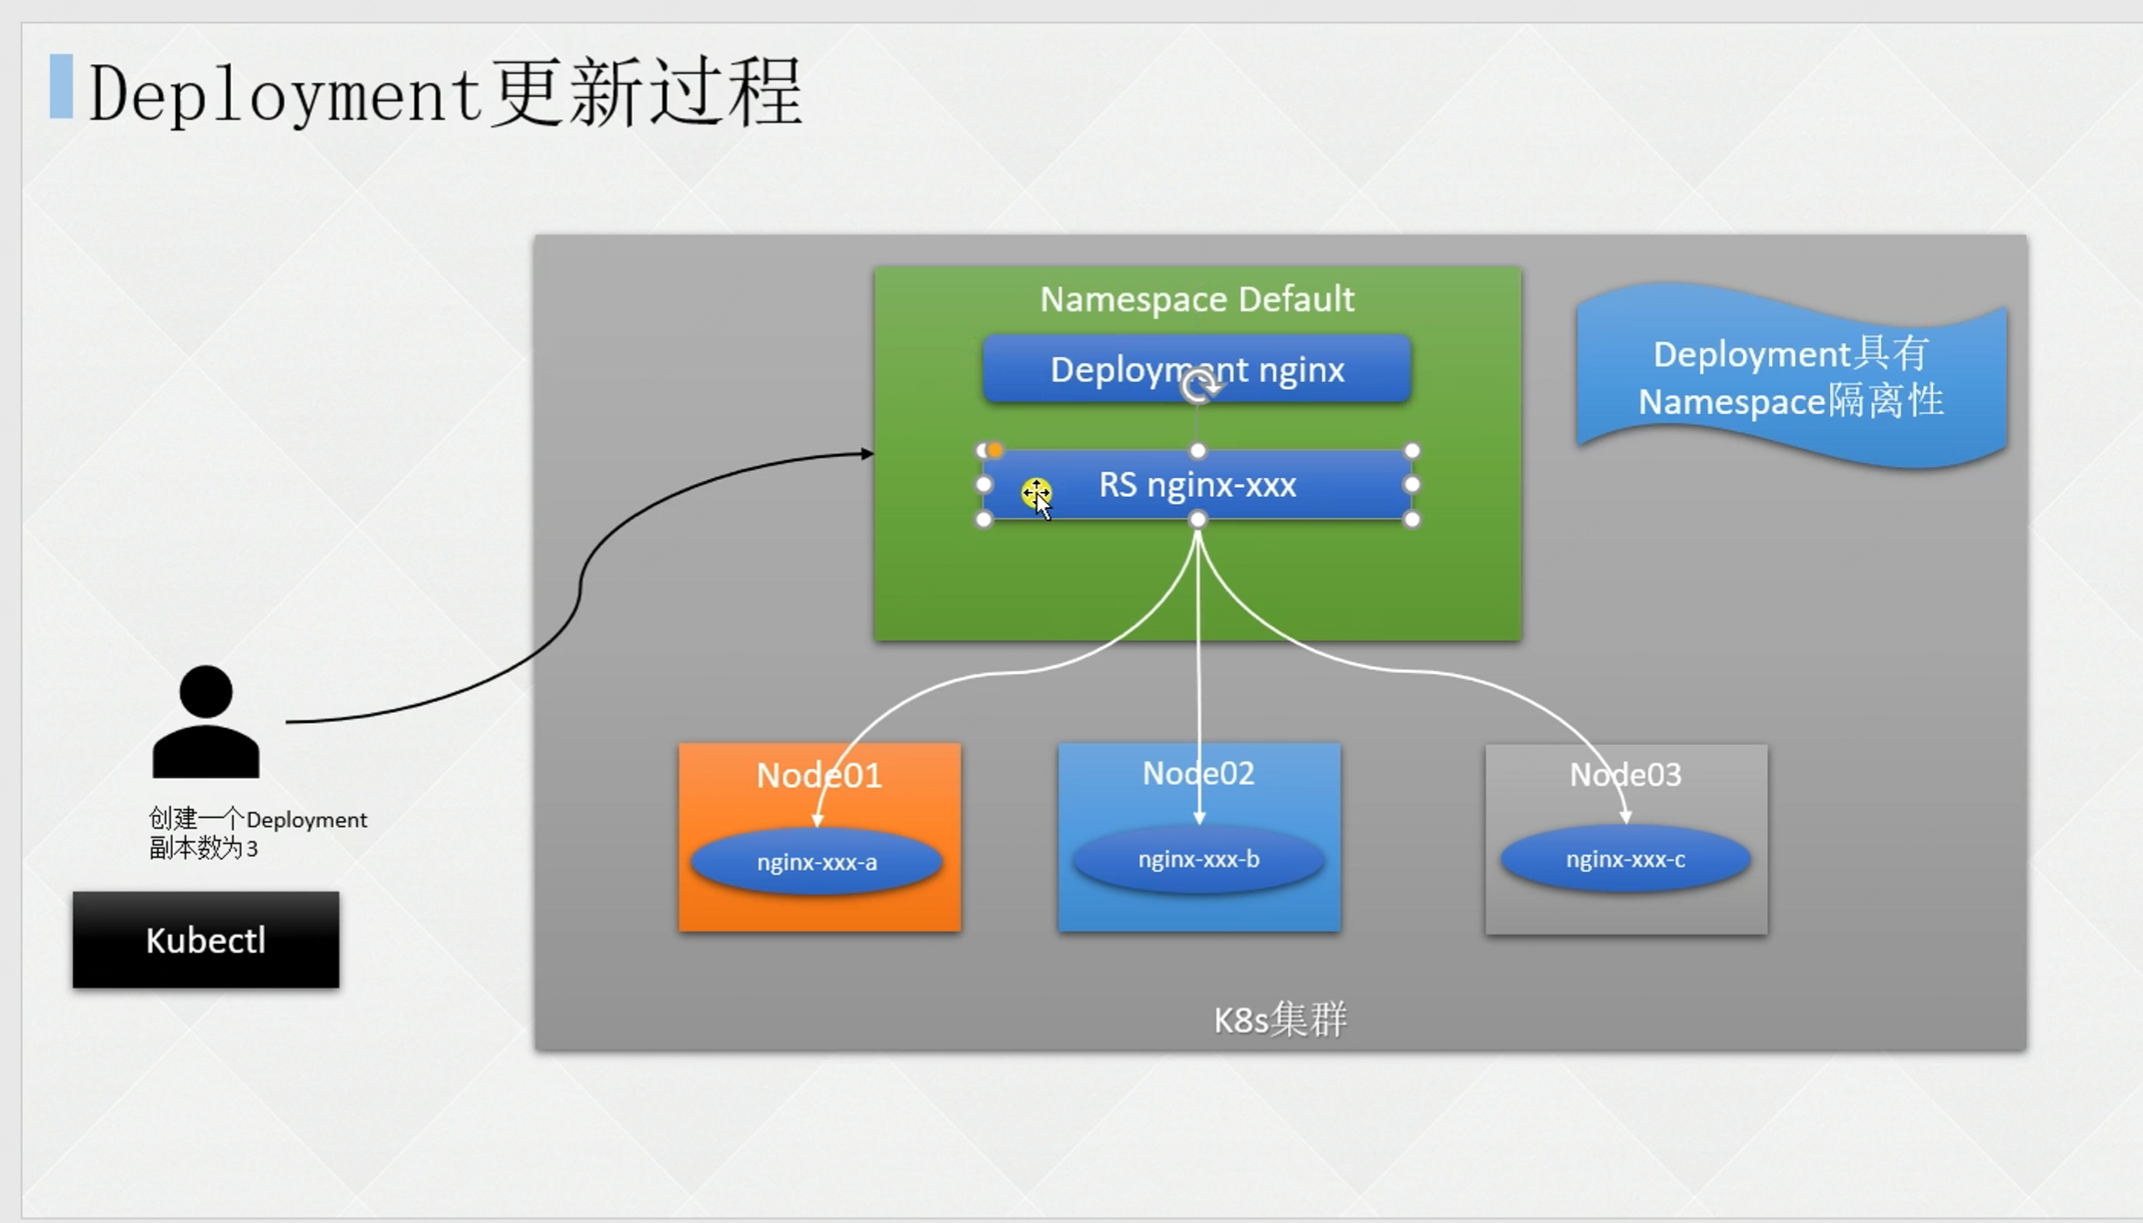 Deployment更新过程
Namespace Default
Deployment nginx
RS nginx-xxx
Deployment具有
Namespace隔离性
Node01
nginx-xxx-a
Node02
nginx-xxx-b
Node03
nginx-xxx-c
创建一个Deployment
副本数为3
Kubectl
K8s集群